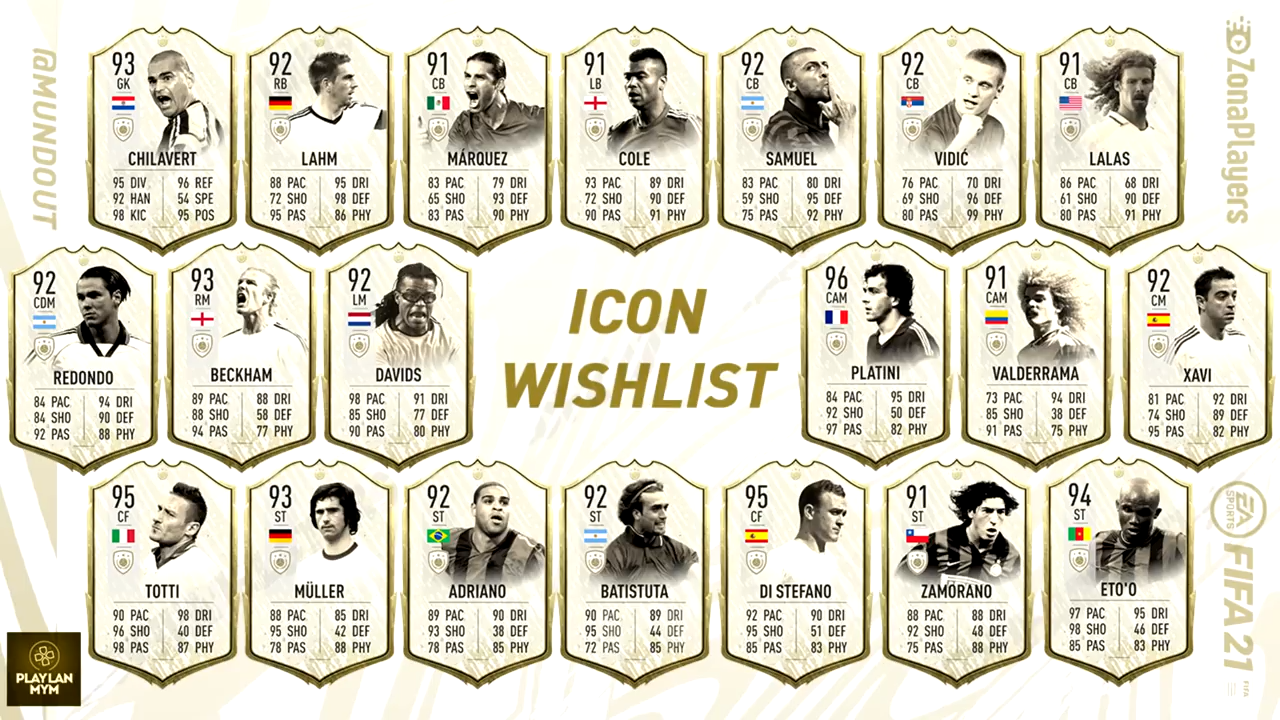 @MUNDOUT
93
GK
CHILAVERT
95 DIV 96 REF
92 HAN 54 SPE
98 KIC 95 POS
92
RB
LAHM
88 PAC 95 DRI
72 SHO 98 DEF
95 PAS 86 PHY
91
CB
MÁRQUEZ
83 PAC 79 DRI
65 SHO 93 DEF
83 PAS 90 PHY
91
LB
COLE
93 PAC 89 DRI
72 SHO 90 DEF
90 PAS 91 PHY
92
CB
SAMUEL
83 PAC 80 DRI
59 SHO 95 DEF
75 PAS 92 PHY
92
CB
VIDIĆ
76 PAC 70 DRI
69 SHO 96 DEF
80 PAS 99 PHY
91
CB
LALAS
86 PAC 68 DRI
61 SHO 90 DEF
80 PAS 91 PHY
ZonaPlayers
92
CDM
REDONDO
84 PAC 94 DRI
84 SHO 90 DEF
92 PAS 88 PHY
93
RM
BECKHAM
89 PAC 88 DRI
88 SHO 58 DEF
94 PAS 77 PHY
92
LM
DAVIDS
98 PAC 91 DRI
85 SHO 77 DEF
90 PAS 80 PHY
ICON
WISHLIST
96
CAM
PLATINI
84 PAC 95 DRI
92 SHO 50 DEF
97 PAS 82 PHY
91
CAM
VALDERRAMA
73 PAC 94 DRI
85 SHO 38 DEF
91 PAS 75 PHY
92
CM
XAVI
81 PAC 92 DRI
74 SHO 89 DEF
95 PAS 82 PHY
95
CF
TOTTI
90 PAC 98 DRI
96 SHO 40 DEF
98 PAS 87 PHY
93
ST
MÜLLER
88 PAC 85 DRI
95 SHO 42 DEF
78 PAS 88 PHY
92
ST
ADRIANO
89 PAC 90 DRI
93 SHO 38 DEF
78 PAS 85 PHY
92
ST
BATISTUTA
90 PAC 89 DRI
95 SHO 44 DEF
72 PAS 85 PHY
95
CF
DI STEFANO
92 PAC 90 DRI
95 SHO 51 DEF
85 PAS 83 PHY
91
ST
ZAMORANO
88 PAC 88 DRI
92 SHO 48 DEF
75 PAS 88 PHY
94
ST
ETO'O
97 PAC 95 DRI
98 SHO 46 DEF
85 PAS 83 PHY
EA
SPORTS
FIFA 21
FIFA
PLAYLAN
MYM